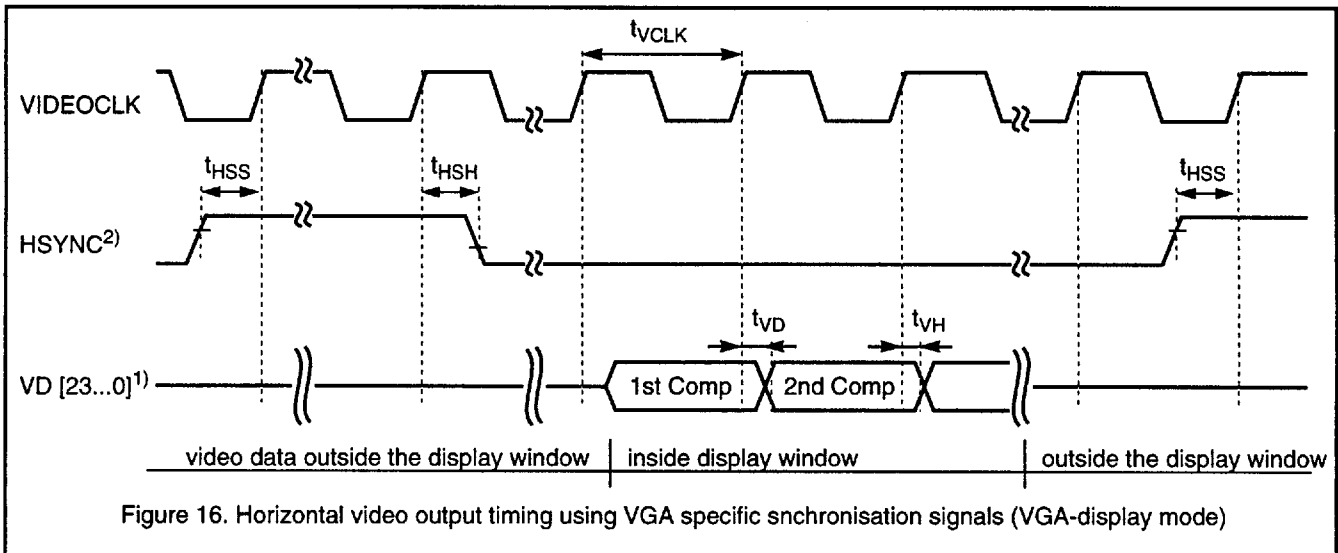 tVCLK
VIDEOCLK
tHSS
tHSH
tHSS
HSYNC2)
tVD
tVH
VD [23...0]1)
1st Comp
2nd Comp
video data outside the display window
inside display window
outside the display window
Figure 16. Horizontal video output timing using VGA specific snchronisation signals (VGA-display mode)